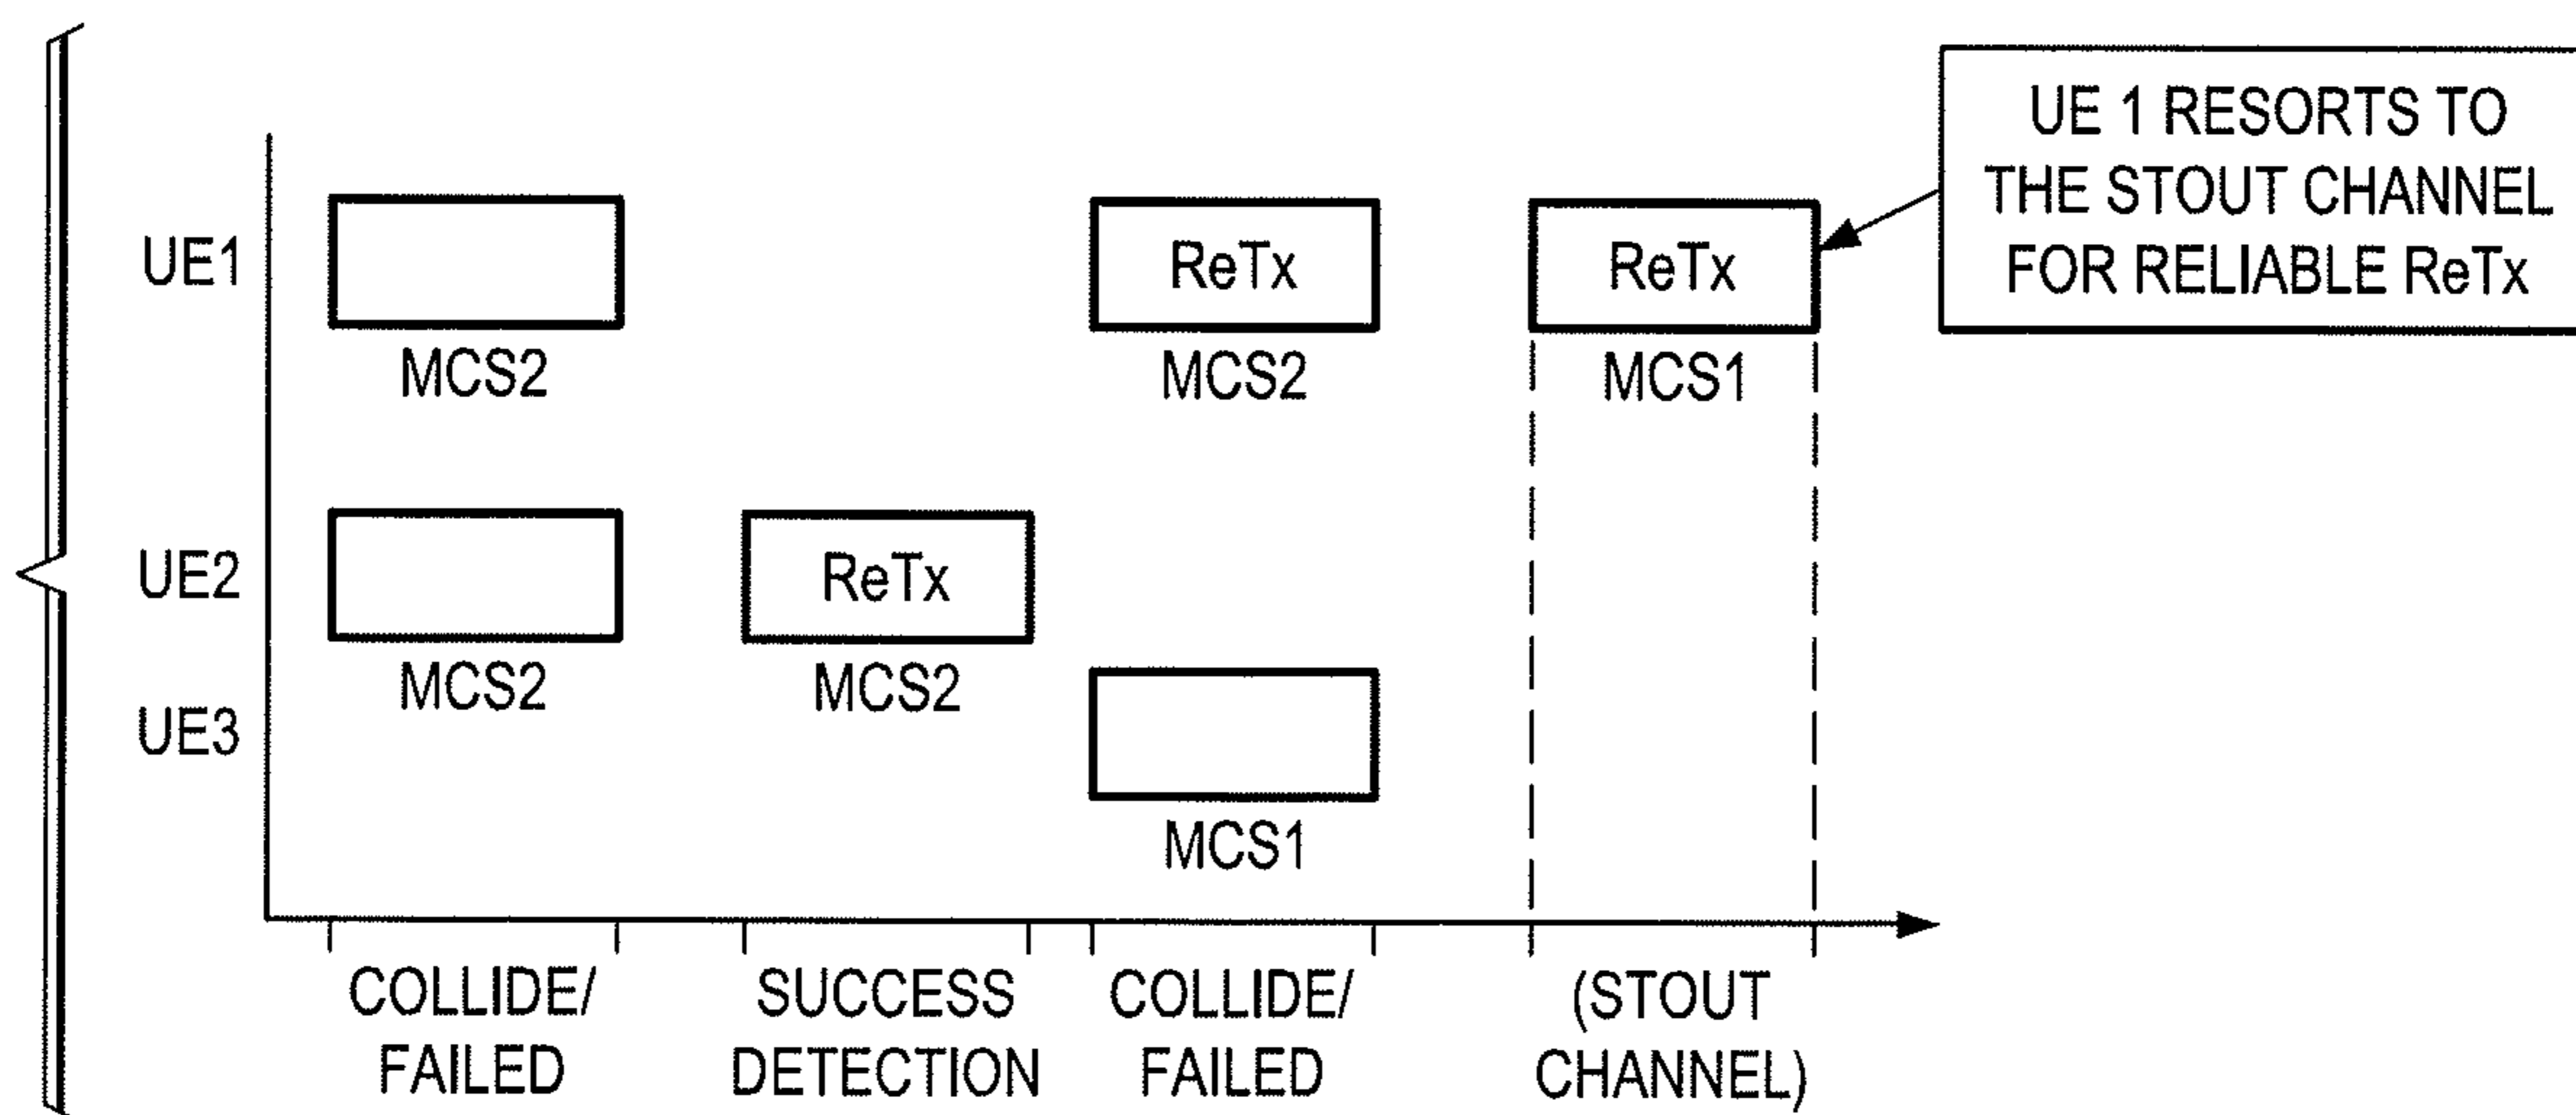 UE 1 RESORTS TO
THE STOUT CHANNEL
FOR RELIABLE ReTx
UE1
ReTx
ReTx
MCS2
MCS2
MCS1
UE2
ReTx
MCS2
MCS2
UE3
MCS1
COLLIDE/
FAILED
SUCCESS
DETECTION
COLLIDE/
FAILED
(STOUT
CHANNEL)